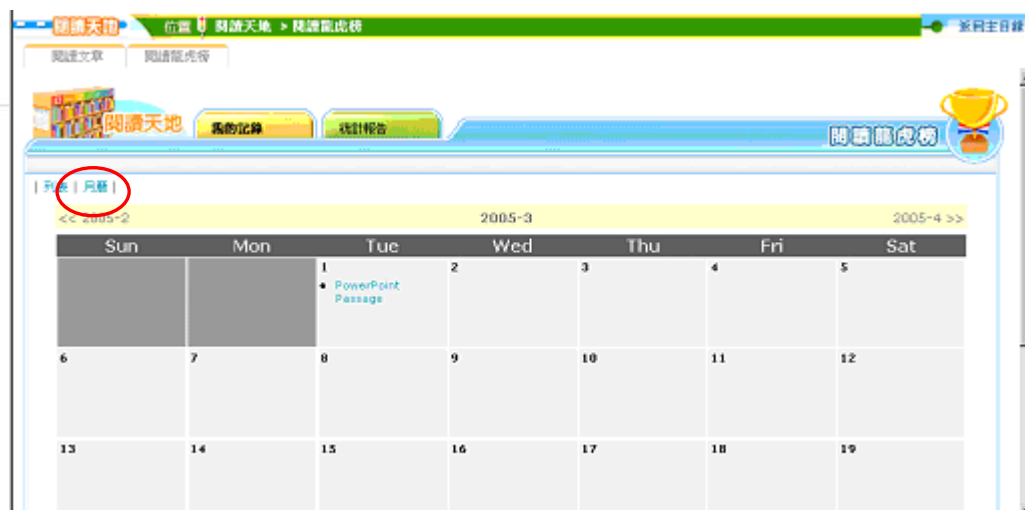 閱讀天地 位置 閱讀天地 > 閱讀龍虎榜 返回主目錄
閱讀文章 閱讀龍虎榜
閱讀天地 我的記錄 統計報告 閱讀龍虎榜
| 列表 | 月曆 |
<< 2005-2 2005-3 2005-4 >>
Sun Mon Tue Wed Thu Fri Sat
1 2 3 4 5
PowerPoint
Passage
6 7 8 9 10 11 12
13 14 15 16 17 18 19